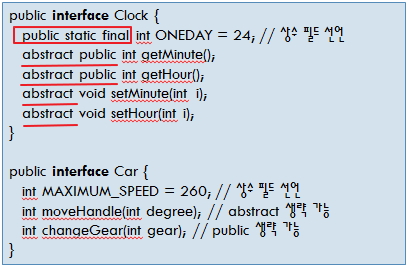 public interface Clock {
public static final int ONEDAY = 24; // 상수 필드 선언
abstract public int getMinute();
abstract public int getHour();
abstract void setMinute(int i);
abstract void setHour(int i);
}
public interface Car {
int MAXIMUM_SPEED = 260; // 상수 필드 선언
int moveHandle(int degree); // abstract 생략 가능
int changeGear(int gear); // public 생략 가능
}